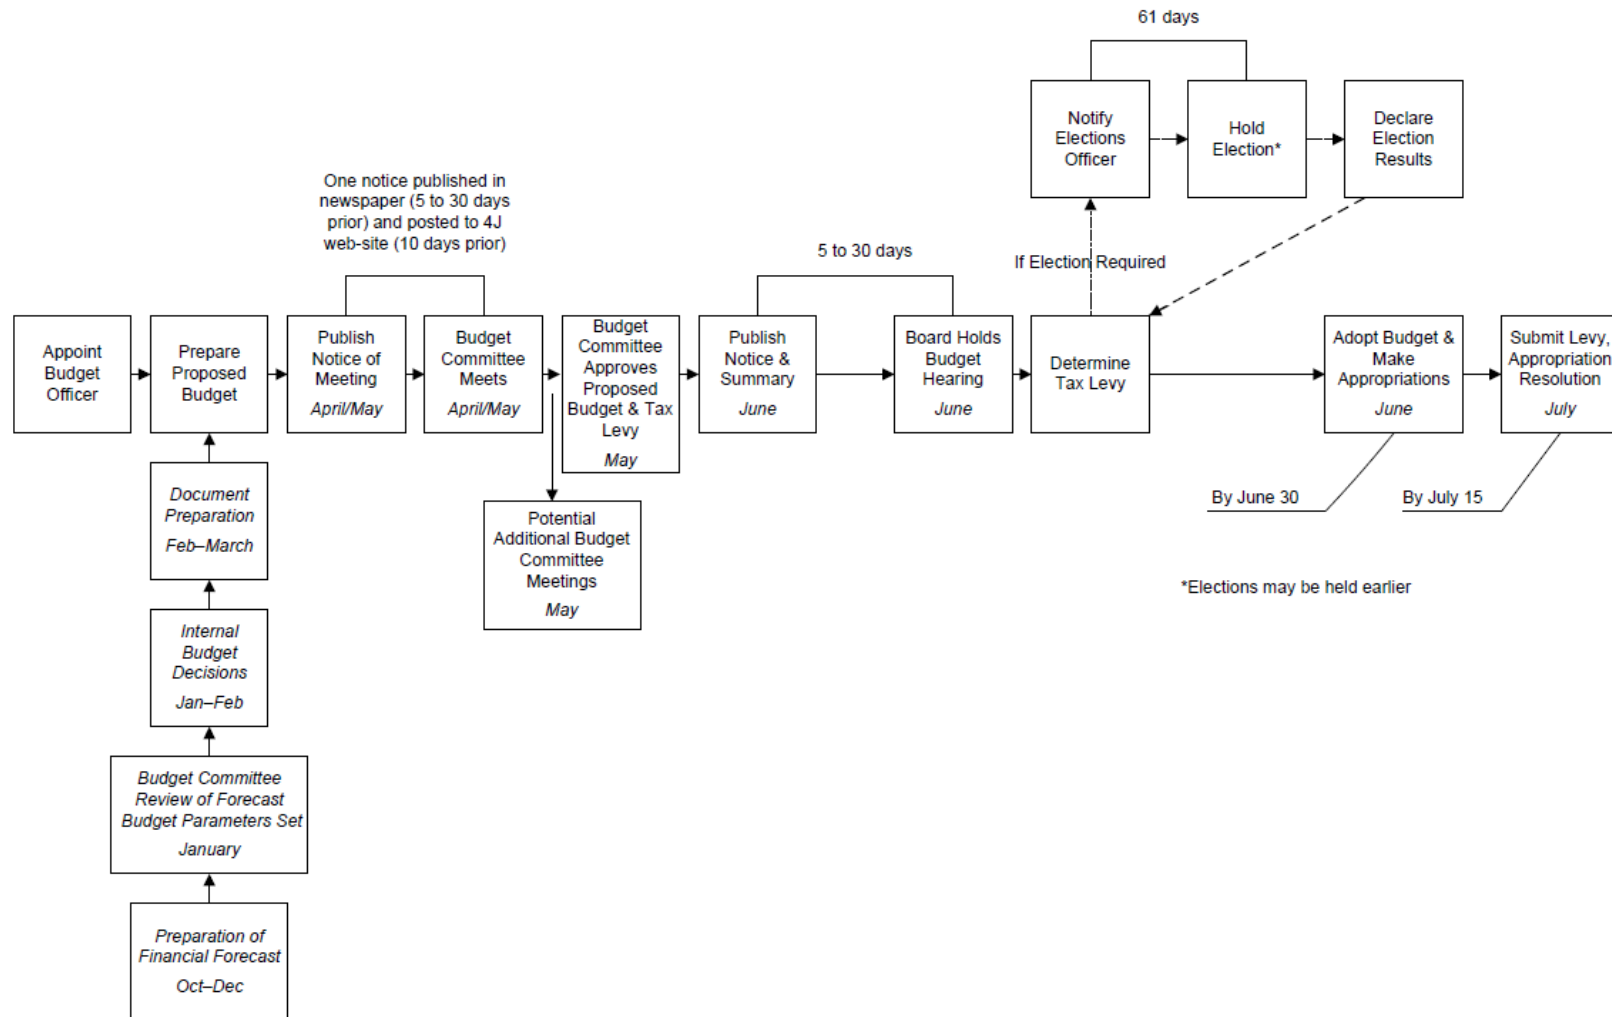 61 days
Notify
Elections
Officer
Hold
Election*
Declare
Election
Results
One notice published in
newspaper (5 to 30 days
prior) and posted to 4J
web-site (10 days prior)
5 to 30 days
If Election Required
Appoint
Budget
Officer
Prepare
Proposed
Budget
Publish
Notice of
Meeting
April/May
Budget
Committee
Meets
April/May
Budget
Committee
Approves
Proposed
Budget & Tax
Levy
May
Publish
Notice &
Summary
June
Board Holds
Budget
Hearing
June
Determine
Tax Levy
Adopt Budget &
Make
Appropriations
June
Submit Levy,
Appropriation
Resolution
July
By June 30
By July 15
Document
Preparation
Feb–March
Potential
Additional Budget
Committee
Meetings
May
*Elections may be held earlier
Internal
Budget
Decisions
Jan–Feb
Budget Committee
Review of Forecast
Budget Parameters Set
January
Preparation of
Financial Forecast
Oct–Dec